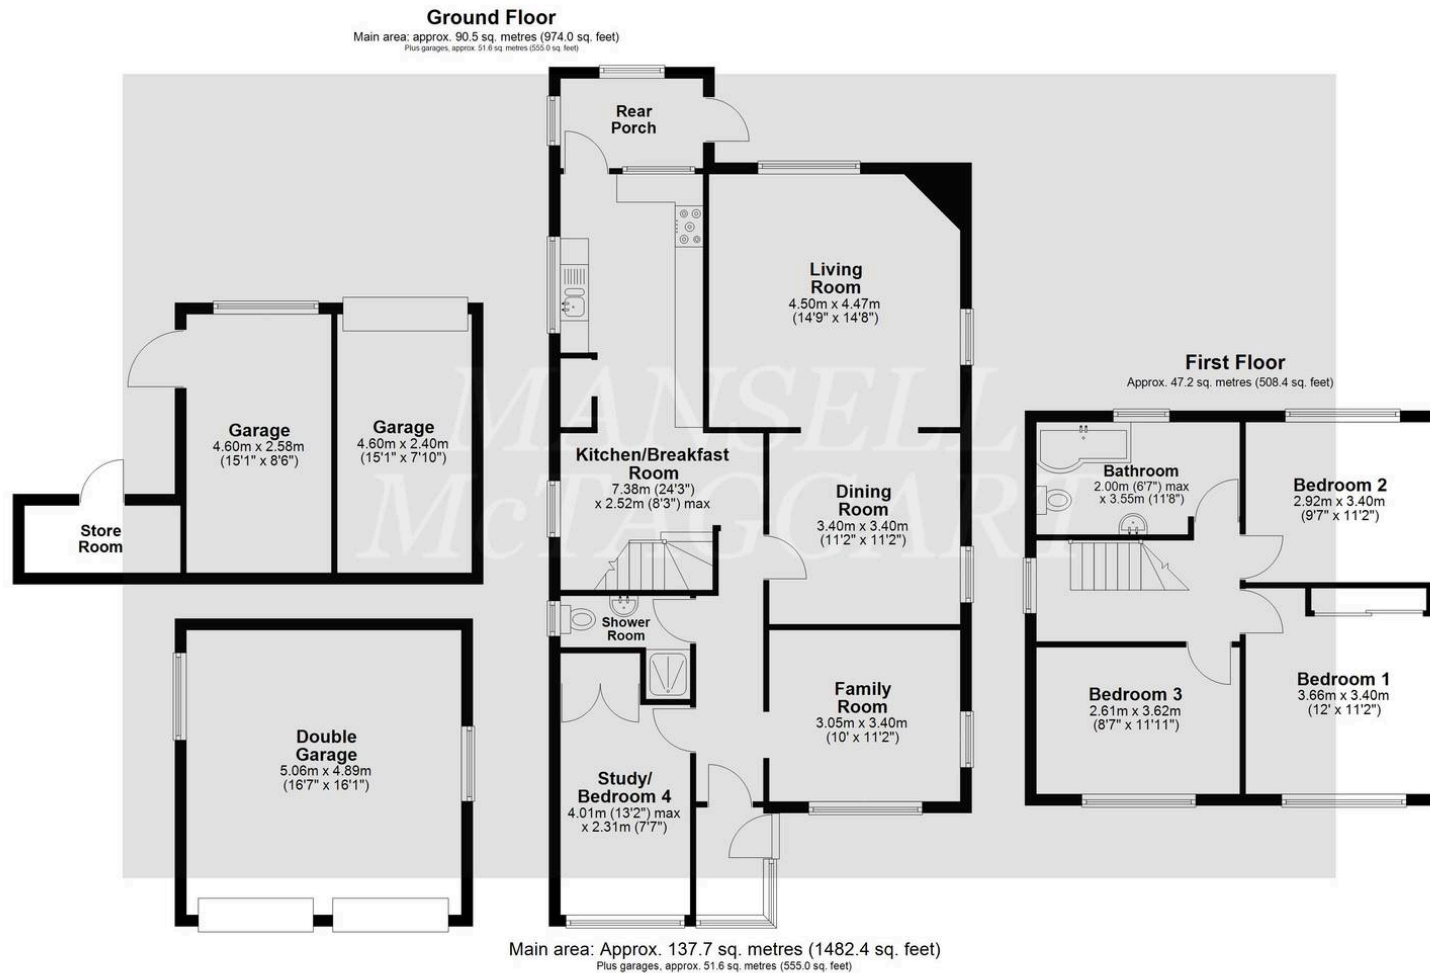 Ground Floor
Main area: approx. 90.5 sq. metres (974.0 sq. feet)
Plus garages, approx. 51.6 sq. metres (555.0 sq. feet)
Rear
Porch
Living
Room
4.50m x 4.47m
(14'9" x 14'8")
Garage
4.60m x 2.58m
(15'1" x 8'6")
Garage
4.60m x 2.40m
(15'1" x 7'10")
Store
Room
Kitchen/Breakfast
Room
7.38m (24'3")
x 2.52m (8'3") max
Dining
Room
3.40m x 3.40m
(11'2" x 11'2")
Shower
Room
Family
Room
3.05m x 3.40m
(10' x 11'2")
Double
Garage
5.06m x 4.89m
(16'7" x 16'1")
Study/
Bedroom 4
4.01m (13'2") max
x 2.31m (7'7")
First Floor
Approx. 47.2 sq. metres (508.4 sq. feet)
Bathroom
2.00m (6'7") max
x 3.55m (11'8")
Bedroom 2
2.92m x 3.40m
(9'7" x 11'2")
Bedroom 3
2.61m x 3.62m
(8'7" x 11'11")
Bedroom 1
3.66m x 3.40m
(12' x 11'2")
MANSELL
McTAGGART
Main area: Approx. 137.7 sq. metres (1482.4 sq. feet)
Plus garages, approx. 51.6 sq. metres (555.0 sq. feet)